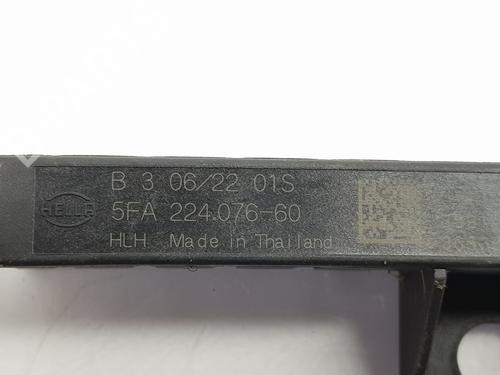 B 3 06/22 01S
HELLA
5FA 224.076-60
HLH Made in Thailand